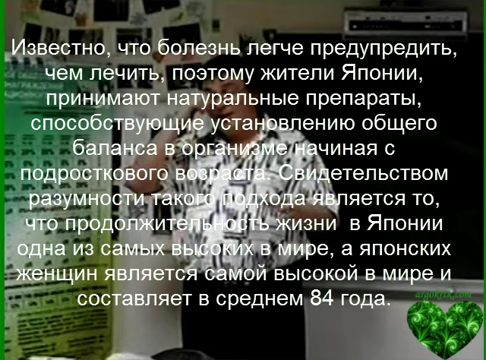 Известно, что болезнь легче предупредить,
чем лечить, поэтому жители Японии,
принимают натуральные препараты,
способствующие установлению общего
баланса в организме начиная с
подросткового возраста. Свидетельством
разумности такого подхода является то,
что продолжительность жизни в Японии
одна из самых высоких в мире, а японских
женщин является самой высокой в мире и
составляет в среднем 84 года.